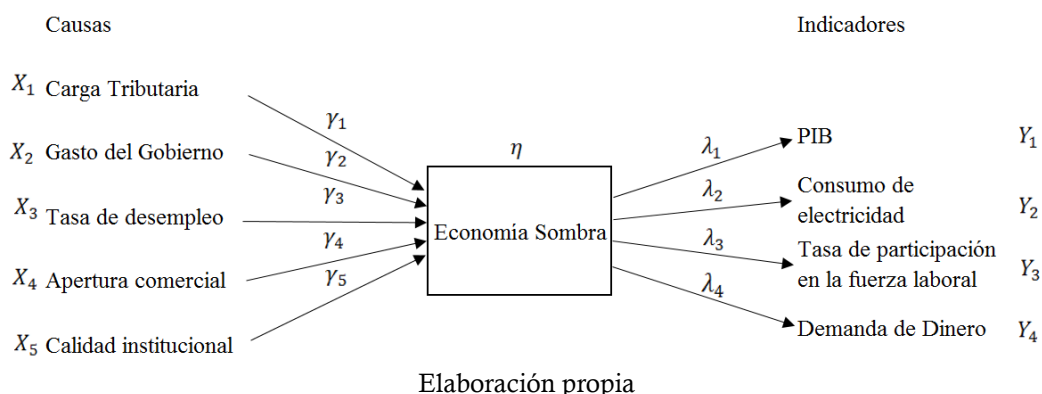 Causas
Indicadores
X₁ Carga Tributaria
γ₁
X₂ Gasto del Gobierno
γ₂
η
λ₁
PIB
Y₁
X₃ Tasa de desempleo
γ₃
Economía Sombra
λ₂
Consumo de
electricidad
Y₂
X₄ Apertura comercial
γ₄
λ₃
Tasa de participación
en la fuerza laboral
Y₃
X₅ Calidad institucional
γ₅
λ₄
Demanda de Dinero
Y₄
Elaboración propia